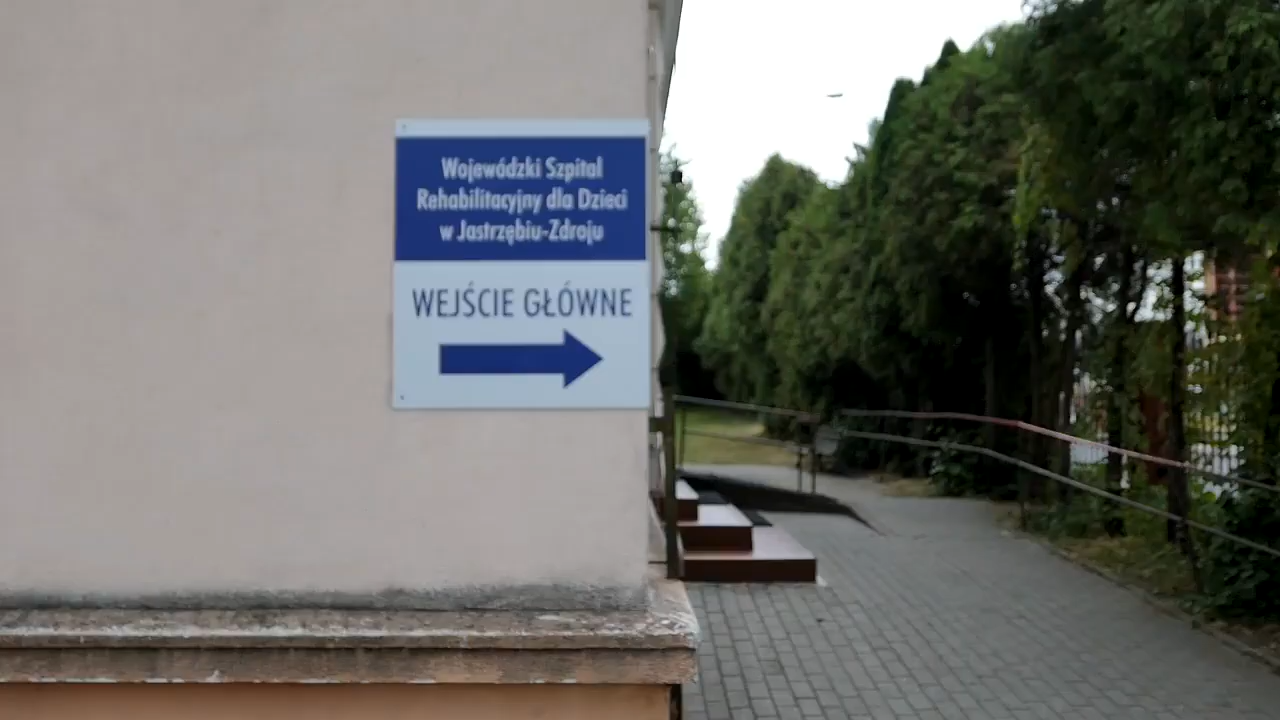 Wojewódzki Szpital
Rehabilitacyjny dla Dzieci
w Jastrzębiu-Zdroju
WEJŚCIE GŁÓWNE